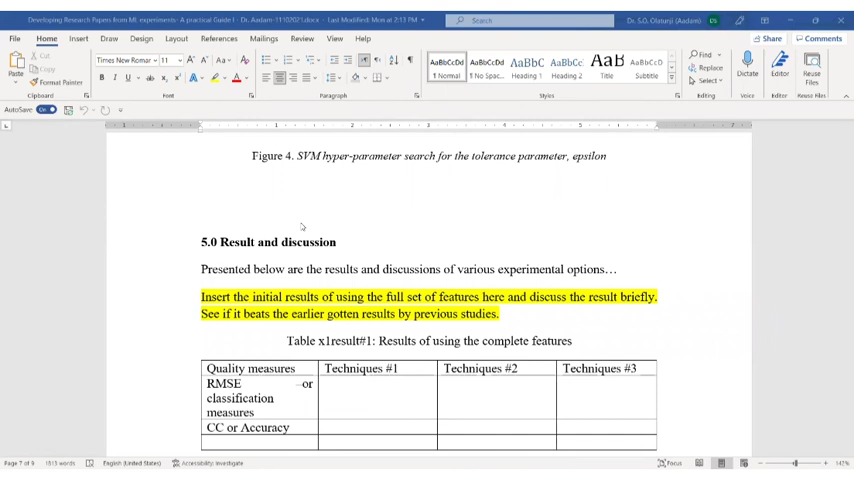 Developing Research Papers from ML experiments- A practical Guide I - Dr. Aadam-11102021.docx - Last Modified: Mon at 2:13 PM
Search
Dr. S.O. Olatunji (Aadam)
File Home Insert Draw Design Layout References Mailings Review View Help
Share Comments
Paste
Cut
Copy
Format Painter
Clipboard
Times New Roman 11
Font
Paragraph
AaBbCcDd AaBbCcDd AaBbC AaBbCc AaB AaBbCcD
1 Normal 1 No Spac... Heading 1 Heading 2 Title Subtitle
Styles
Find
Replace
Select
Editing
Dictate
Voice
Editor
Editor
Reuse Files
Reuse Files
AutoSave On
Figure 4. SVM hyper-parameter search for the tolerance parameter, epsilon
5.0 Result and discussion
Presented below are the results and discussions of various experimental options…
Insert the initial results of using the full set of features here and discuss the result briefly.
See if it beats the earlier gotten results by previous studies.
Table x1result#1: Results of using the complete features
Quality measures Techniques #1 Techniques #2 Techniques #3
RMSE –or
classification
measures
CC or Accuracy
Page 7 of 9 1513 words English (United States) Accessibility: Investigate
Focus